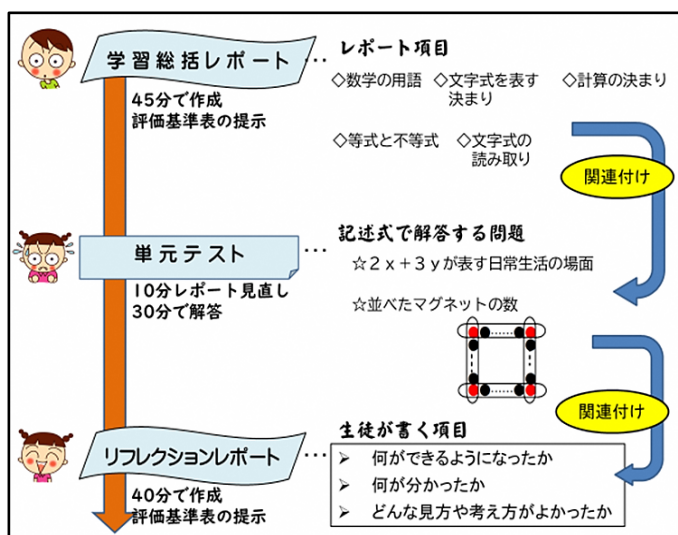 学習総括レポート
… レポート項目
45分で作成
評価基準表の提示
◇数学の用語 ◇文字式を表す
決まり
◇計算の決まり
◇等式と不等式 ◇文字式の
読み取り
関連付け
単元テスト
… 記述式で解答する問題
10分レポート見直し
30分で解答
☆2x+3yが表す日常生活の場面
☆並べたマグネットの数
関連付け
リフレクションレポート
… 生徒が書く項目
40分で作成
評価基準表の提示
➢ 何ができるようになったか
➢ 何が分かったか
➢ どんな見方や考え方がよかったか